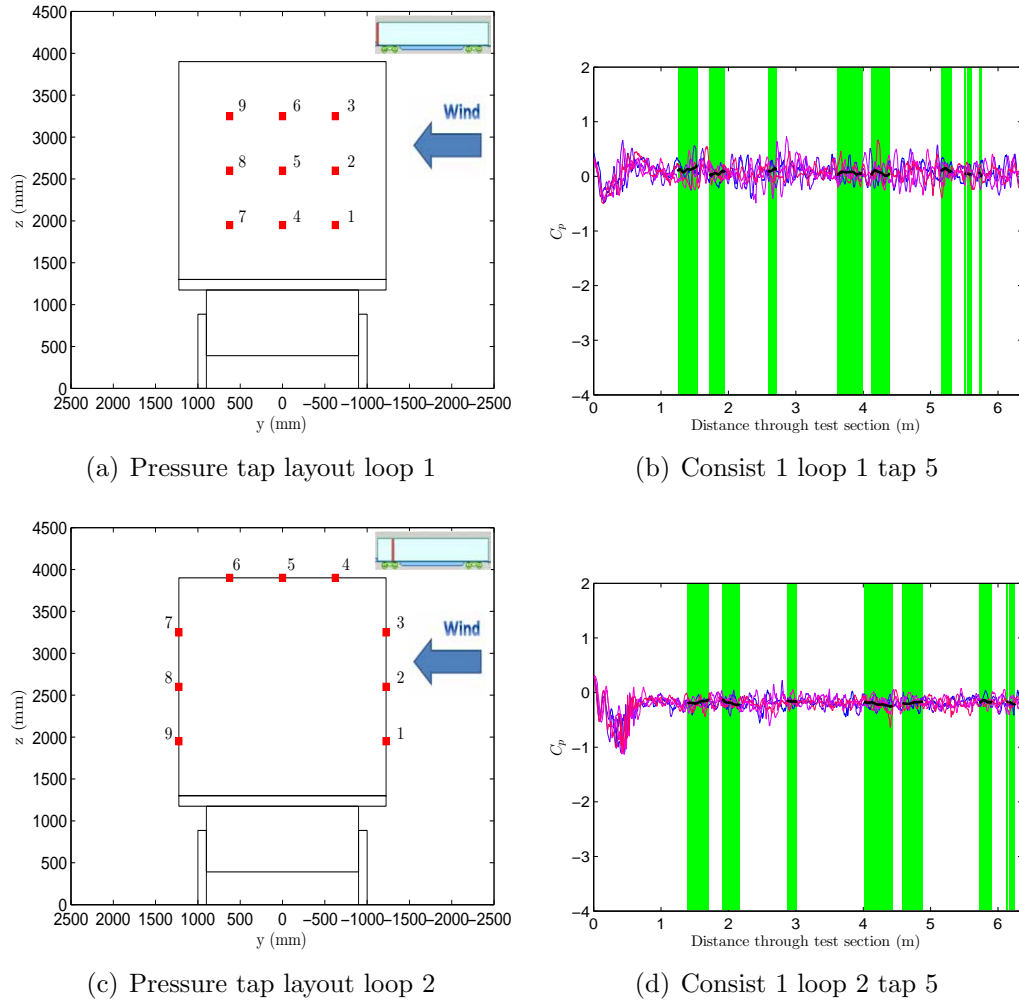 4500
4000
3500
3000
2500
2000
1500
1000
500
0
z (mm)
9 6 3
8 5 2
7 4 1
Wind
2500 2000 1500 1000 500 0 −500 −1000−1500−2000−2500
y (mm)
(a) Pressure tap layout loop 1
2
1
0
−1
−2
−3
−4
C_p
0 1 2 3 4 5 6
Distance through test section (m)
(b) Consist 1 loop 1 tap 5
4500
4000
3500
3000
2500
2000
1500
1000
500
0
z (mm)
6 5 4
7 3
8 2
9 1
Wind
2500 2000 1500 1000 500 0 −500 −1000−1500−2000−2500
y (mm)
(c) Pressure tap layout loop 2
2
1
0
−1
−2
−3
−4
C_p
0 1 2 3 4 5 6
Distance through test section (m)
(d) Consist 1 loop 2 tap 5